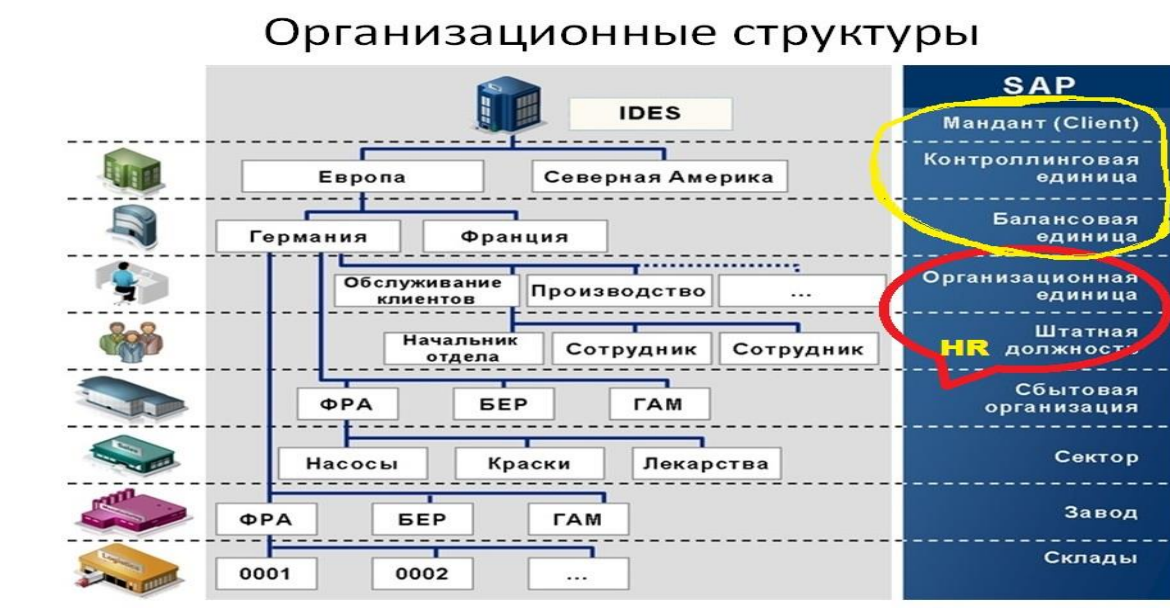 Организационные структуры
SAP
IDES
Мандант (Client)
Европа
Северная Америка
Контроллинговая
единица
Германия
Франция
Балансовая
единица
Обслуживание
клиентов
Производство
...
Организационная
единица
Начальник
отдела
Сотрудник
Сотрудник
Штатная
HR должность
ФРА
БЕР
ГАМ
Сбытовая
организация
Насосы
Краски
Лекарства
Сектор
ФРА
БЕР
ГАМ
Завод
0001
0002
...
Склады